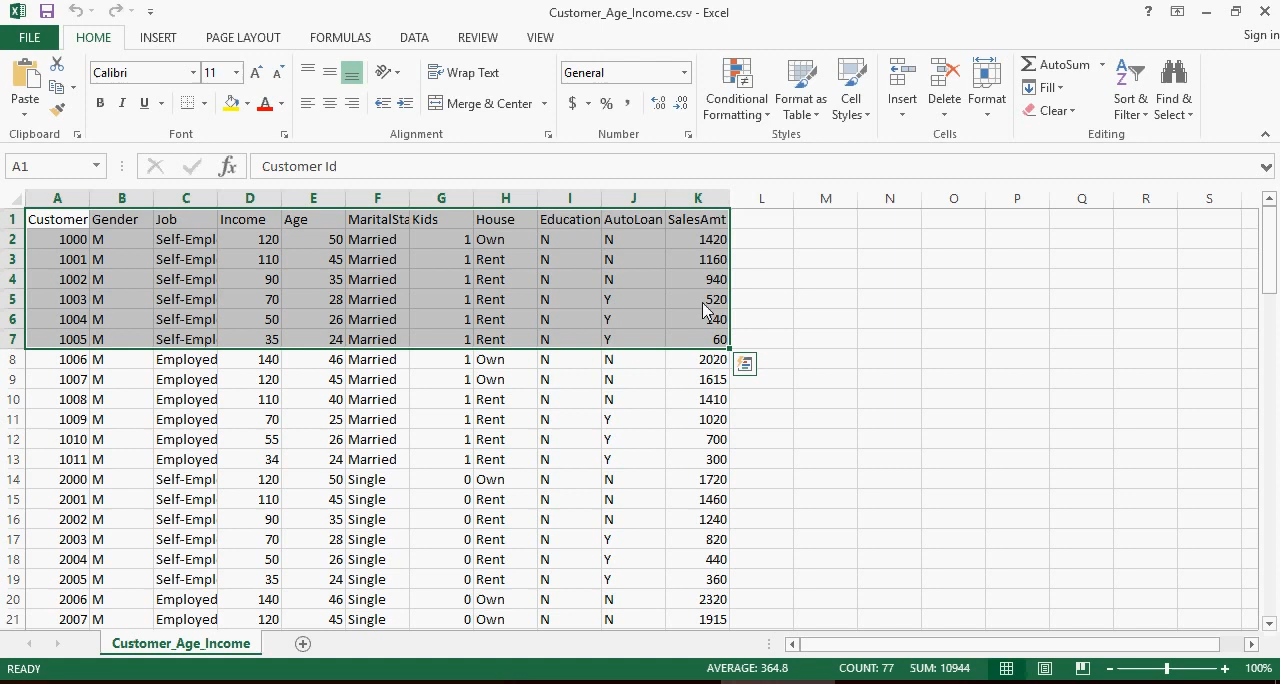 Customer_Age_Income.csv - Excel
?
FILE HOME INSERT PAGE LAYOUT FORMULAS DATA REVIEW VIEW Sign in
Paste
Clipboard
Calibri 11 A A
B I U A
Font
Wrap Text
Merge & Center
Alignment
General
$ % ,
Number
Conditional Formatting
Format as Table
Cell Styles
Styles
Insert Delete Format
Cells
AutoSum
Fill
Clear
Sort & Filter
Find & Select
Editing
A1 fx Customer Id
A B C D E F G H I J K L M N O P Q R S
1 Customer Gender Job Income Age MaritalSta Kids House Education AutoLoan SalesAmt
2 1000 M Self-Empl 120 50 Married 1 Own N N 1420
3 1001 M Self-Empl 110 45 Married 1 Rent N N 1160
4 1002 M Self-Empl 90 35 Married 1 Rent N N 940
5 1003 M Self-Empl 70 28 Married 1 Rent N Y 520
6 1004 M Self-Empl 50 26 Married 1 Rent N Y 240
7 1005 M Self-Empl 35 24 Married 1 Rent N Y 60
8 1006 M Employed 140 46 Married 1 Own N N 2020
9 1007 M Employed 120 45 Married 1 Own N N 1615
10 1008 M Employed 110 40 Married 1 Rent N N 1410
11 1009 M Employed 70 25 Married 1 Rent N Y 1020
12 1010 M Employed 55 26 Married 1 Rent N Y 700
13 1011 M Employed 34 24 Married 1 Rent N Y 300
14 2000 M Self-Empl 120 50 Single 0 Own N N 1720
15 2001 M Self-Empl 110 45 Single 0 Rent N N 1460
16 2002 M Self-Empl 90 35 Single 0 Rent N N 1240
17 2003 M Self-Empl 70 28 Single 0 Rent N Y 820
18 2004 M Self-Empl 50 26 Single 0 Rent N Y 440
19 2005 M Self-Empl 35 24 Single 0 Rent N Y 360
20 2006 M Employed 140 46 Single 0 Own N N 2320
21 2007 M Employed 120 45 Single 0 Own N N 1915
Customer_Age_Income
READY AVERAGE: 364.8 COUNT: 77 SUM: 10944 100%